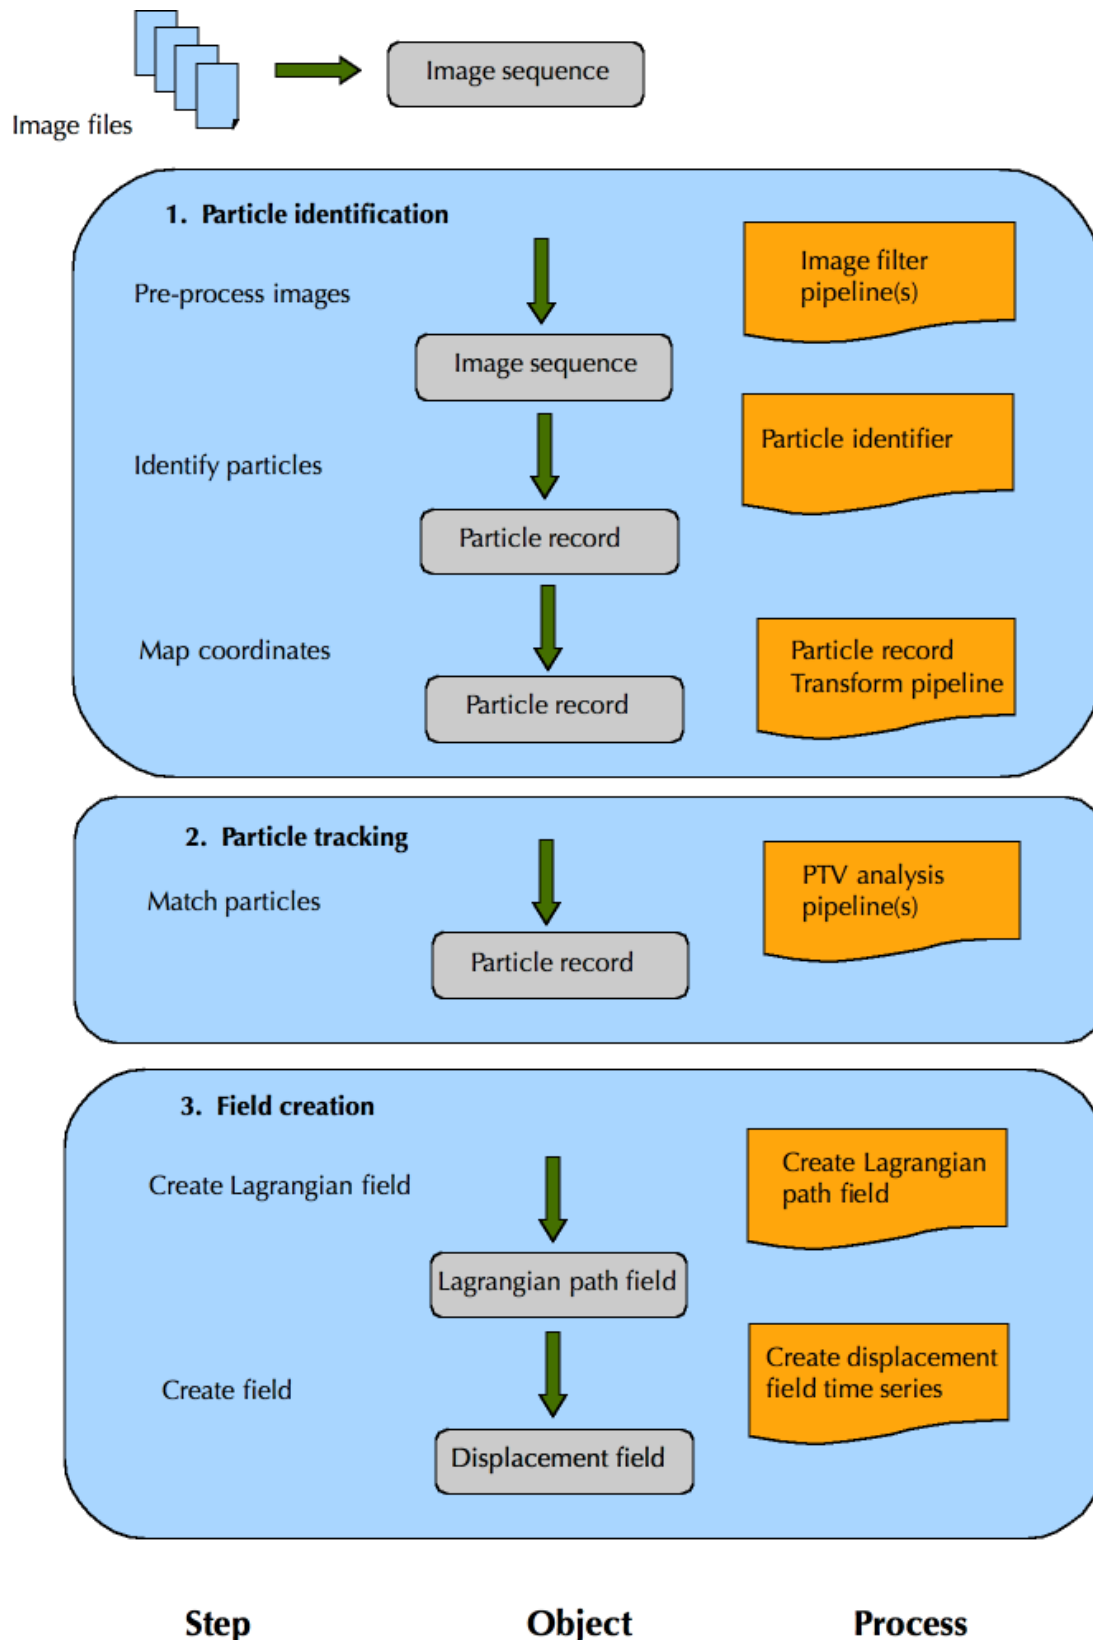 Image sequence
Image files
1. Particle identification
Image filter
pipeline(s)
Pre-process images
Image sequence
Particle identifier
Identify particles
Particle record
Map coordinates
Particle record
Transform pipeline
Particle record
2. Particle tracking
PTV analysis
pipeline(s)
Match particles
Particle record
3. Field creation
Create Lagrangian
path field
Create Lagrangian field
Lagrangian path field
Create displacement
field time series
Create field
Displacement field
Step Object Process